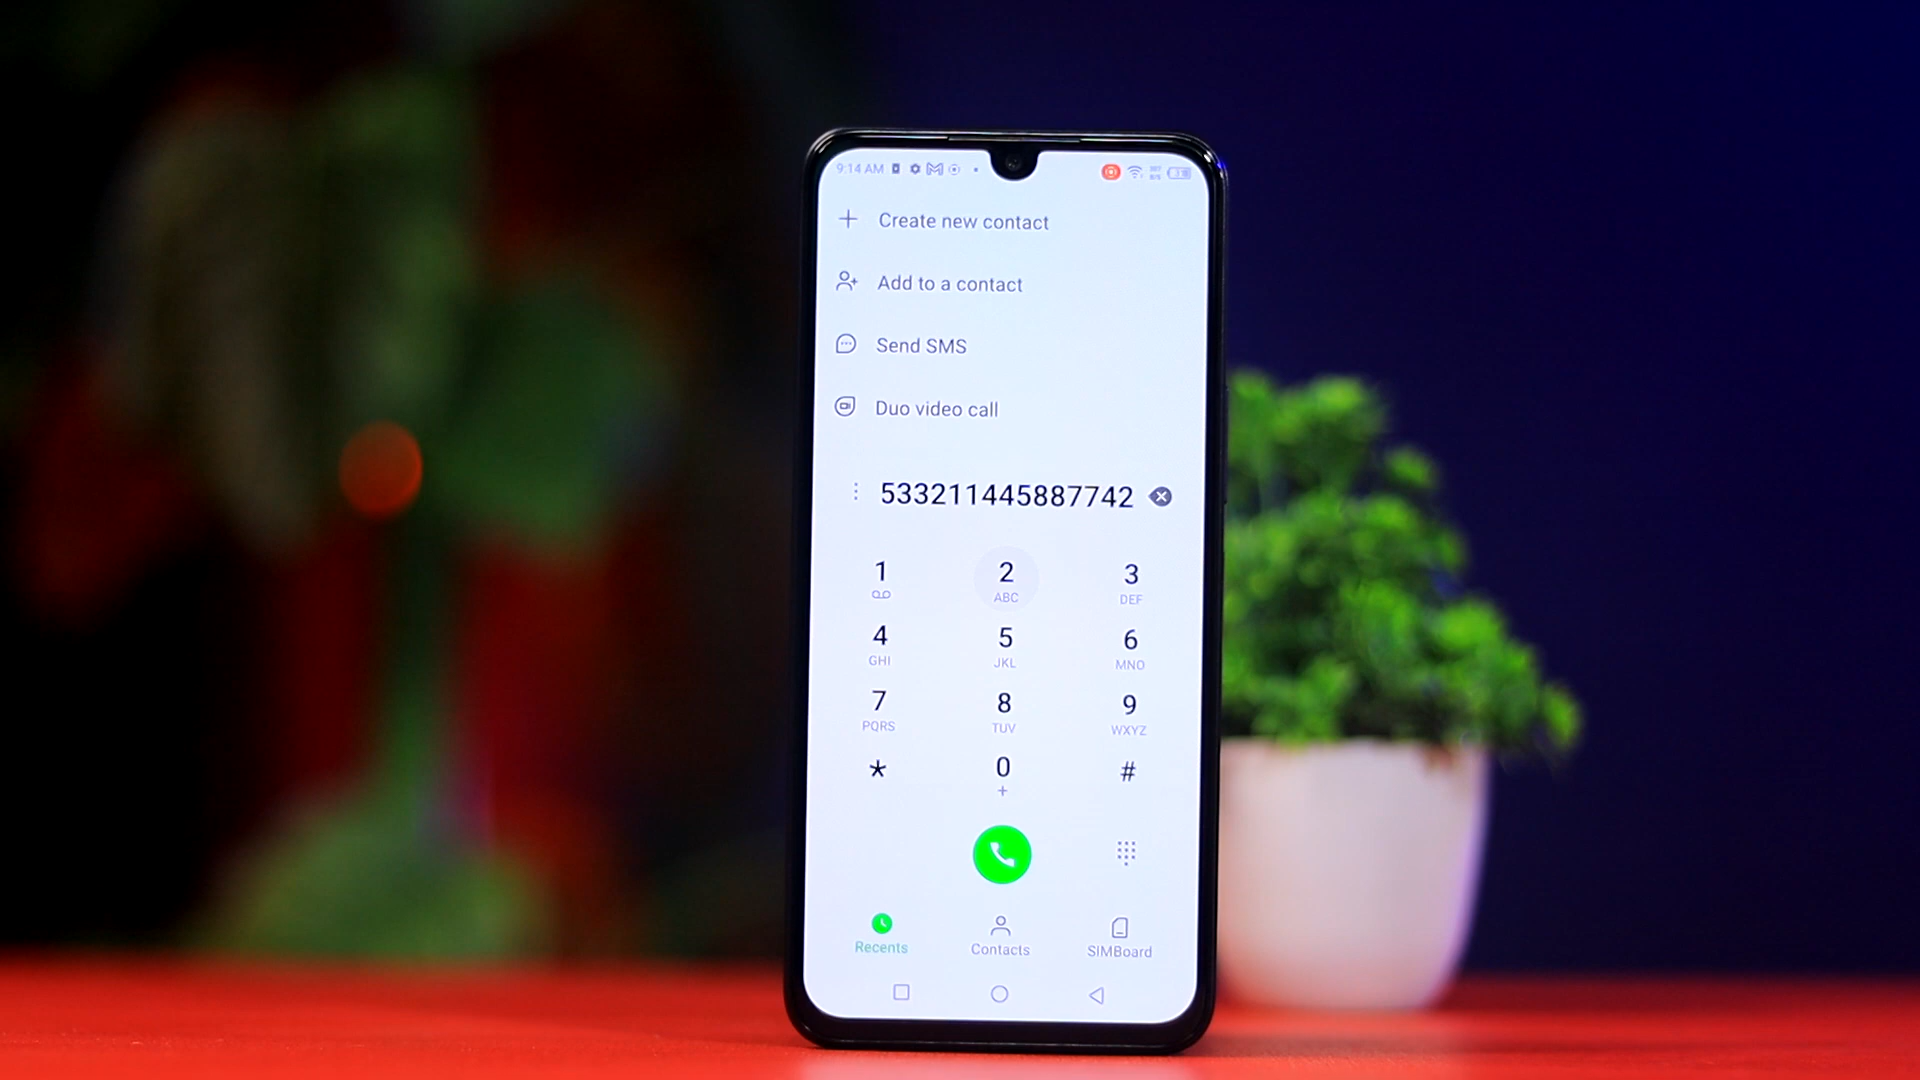 9:14 AM
Create new contact
Add to a contact
Send SMS
Duo video call
533211445887742
1 2 3
ABC DEF
4 5 6
GHI JKL MNO
7 8 9
PQRS TUV WXYZ
* 0 #
+
Recents Contacts SIMBoard